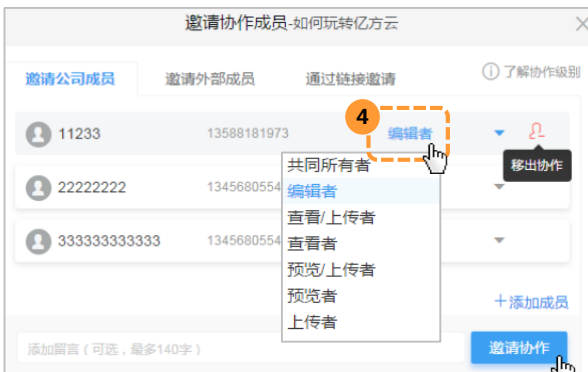 邀请协作成员-如何玩转亿方云
邀请公司成员 邀请外部成员 通过链接邀请 了解协作级别
4
11233 13588181973 编辑者
移出协作
共同所有者
22222222 1345680554 编辑者
查看/上传者
333333333333 1345680554 查看者
预览/上传者
预览者
+添加成员
上传者
添加留言（可选，最多140字） 邀请协作